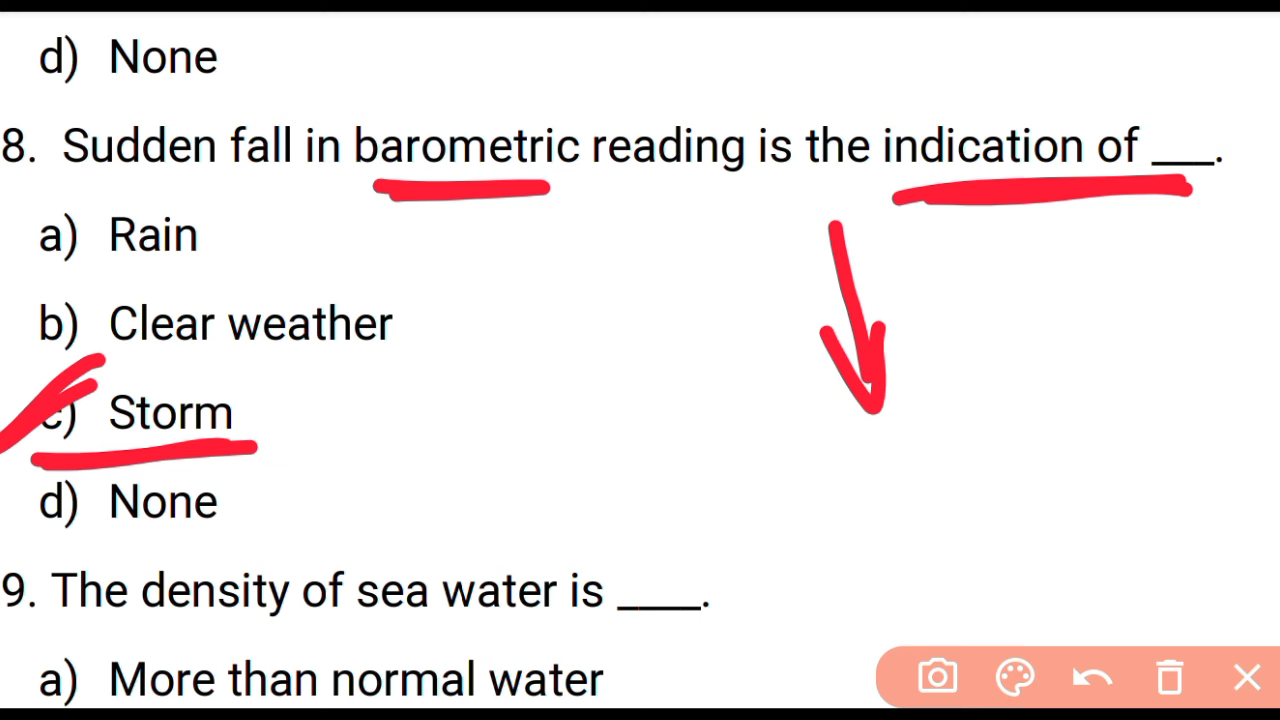 d) None
8. Sudden fall in barometric reading is the indication of ___.
a) Rain
b) Clear weather
c) Storm
d) None
9. The density of sea water is ____.
a) More than normal water